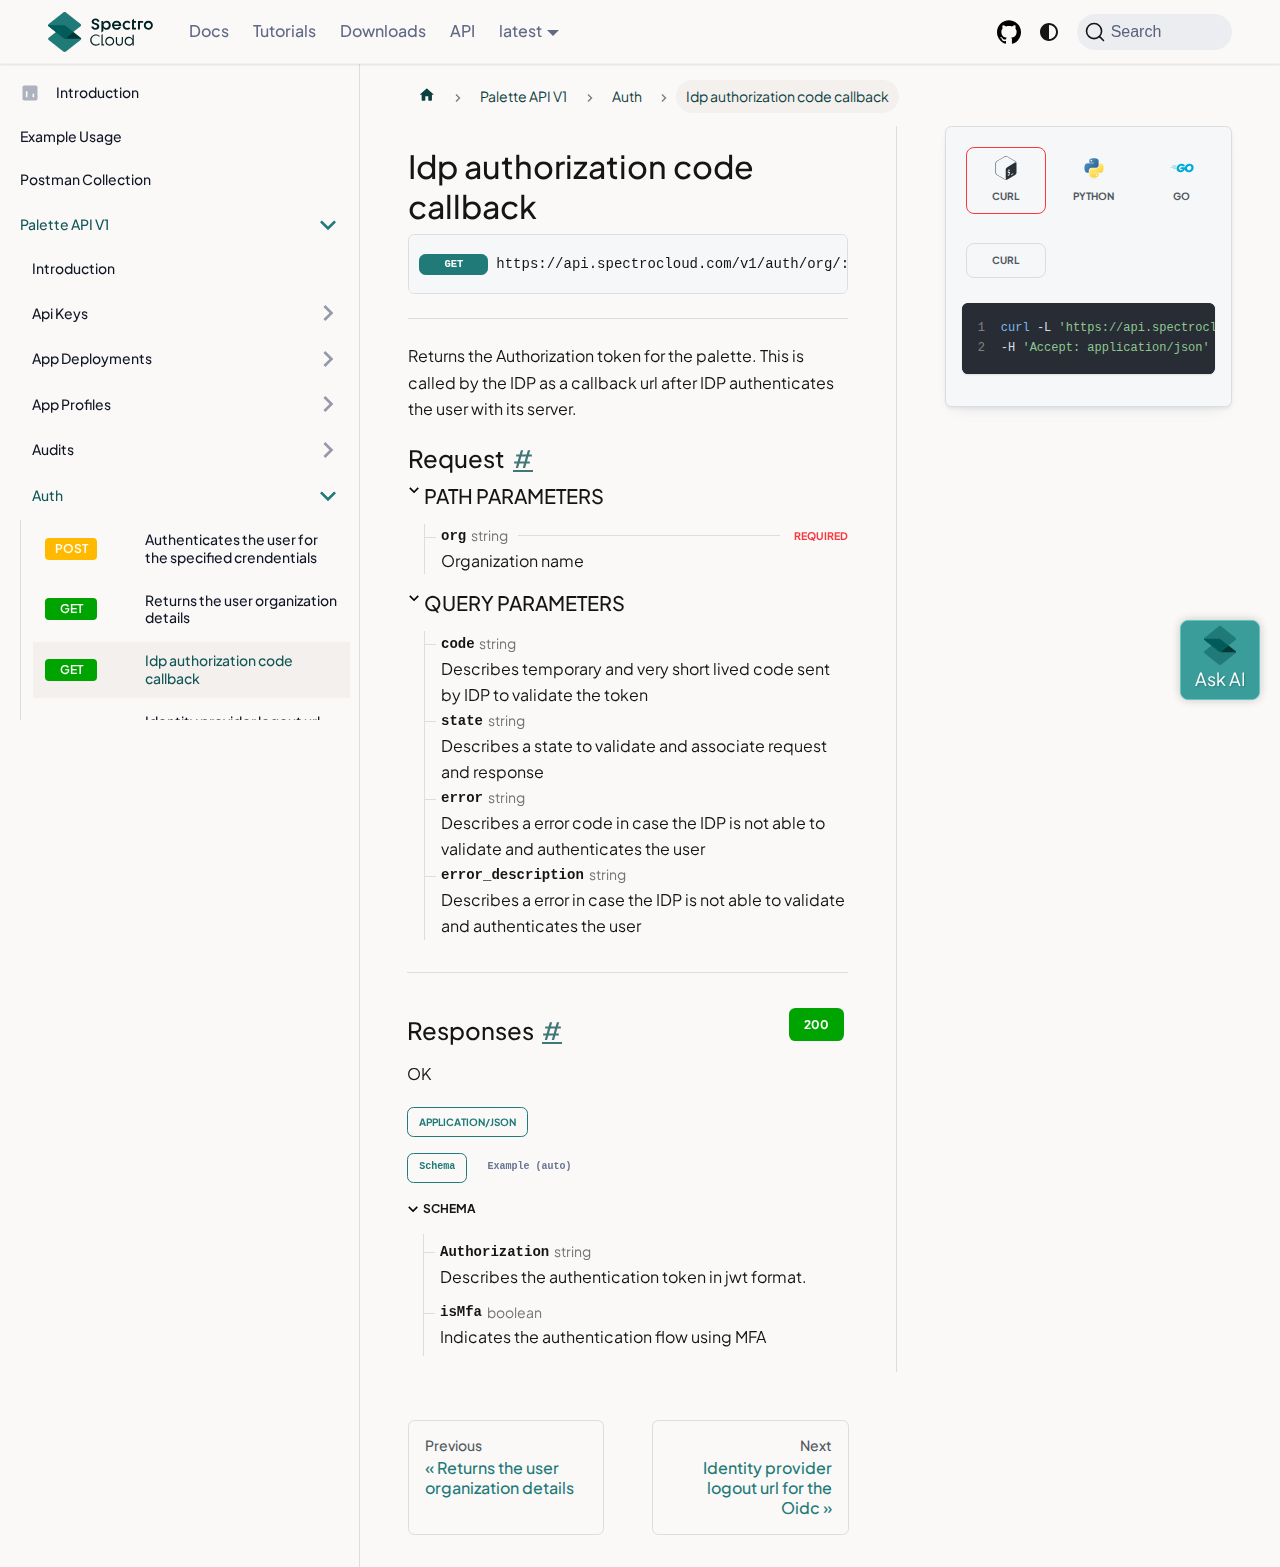 Spectro Cloud
Docs
Tutorials
Downloads
API
latest
Search
Introduction
Example Usage
Postman Collection
Palette API V1
Introduction
Api Keys
App Deployments
App Profiles
Audits
Auth
POST
Authenticates the user for
the specified crendentials
GET
Returns the user organization
details
GET
Idp authorization code
callback
Identity provider logout url
Palette API V1
Auth
Idp authorization code callback
Idp authorization code
callback
GET
https://api.spectrocloud.com/v1/auth/org/:
Returns the Authorization token for the palette. This is
called by the IDP as a callback url after IDP authenticates
the user with its server.
Request #
PATH PARAMETERS
org string
REQUIRED
Organization name
QUERY PARAMETERS
code string
Describes temporary and very short lived code sent
by IDP to validate the token
state string
Describes a state to validate and associate request
and response
error string
Describes a error code in case the IDP is not able to
validate and authenticates the user
error_description string
Describes a error in case the IDP is not able to validate
and authenticates the user
Responses #
200
OK
APPLICATION/JSON
Schema
Example (auto)
SCHEMA
Authorization string
Describes the authentication token in jwt format.
isMfa boolean
Indicates the authentication flow using MFA
Previous
« Returns the user
organization details
Next
Identity provider
logout url for the
Oidc »
CURL
PYTHON
GO
GO
CURL
1 curl -L 'https://api.spectrocl
2 -H 'Accept: application/json'
Ask AI